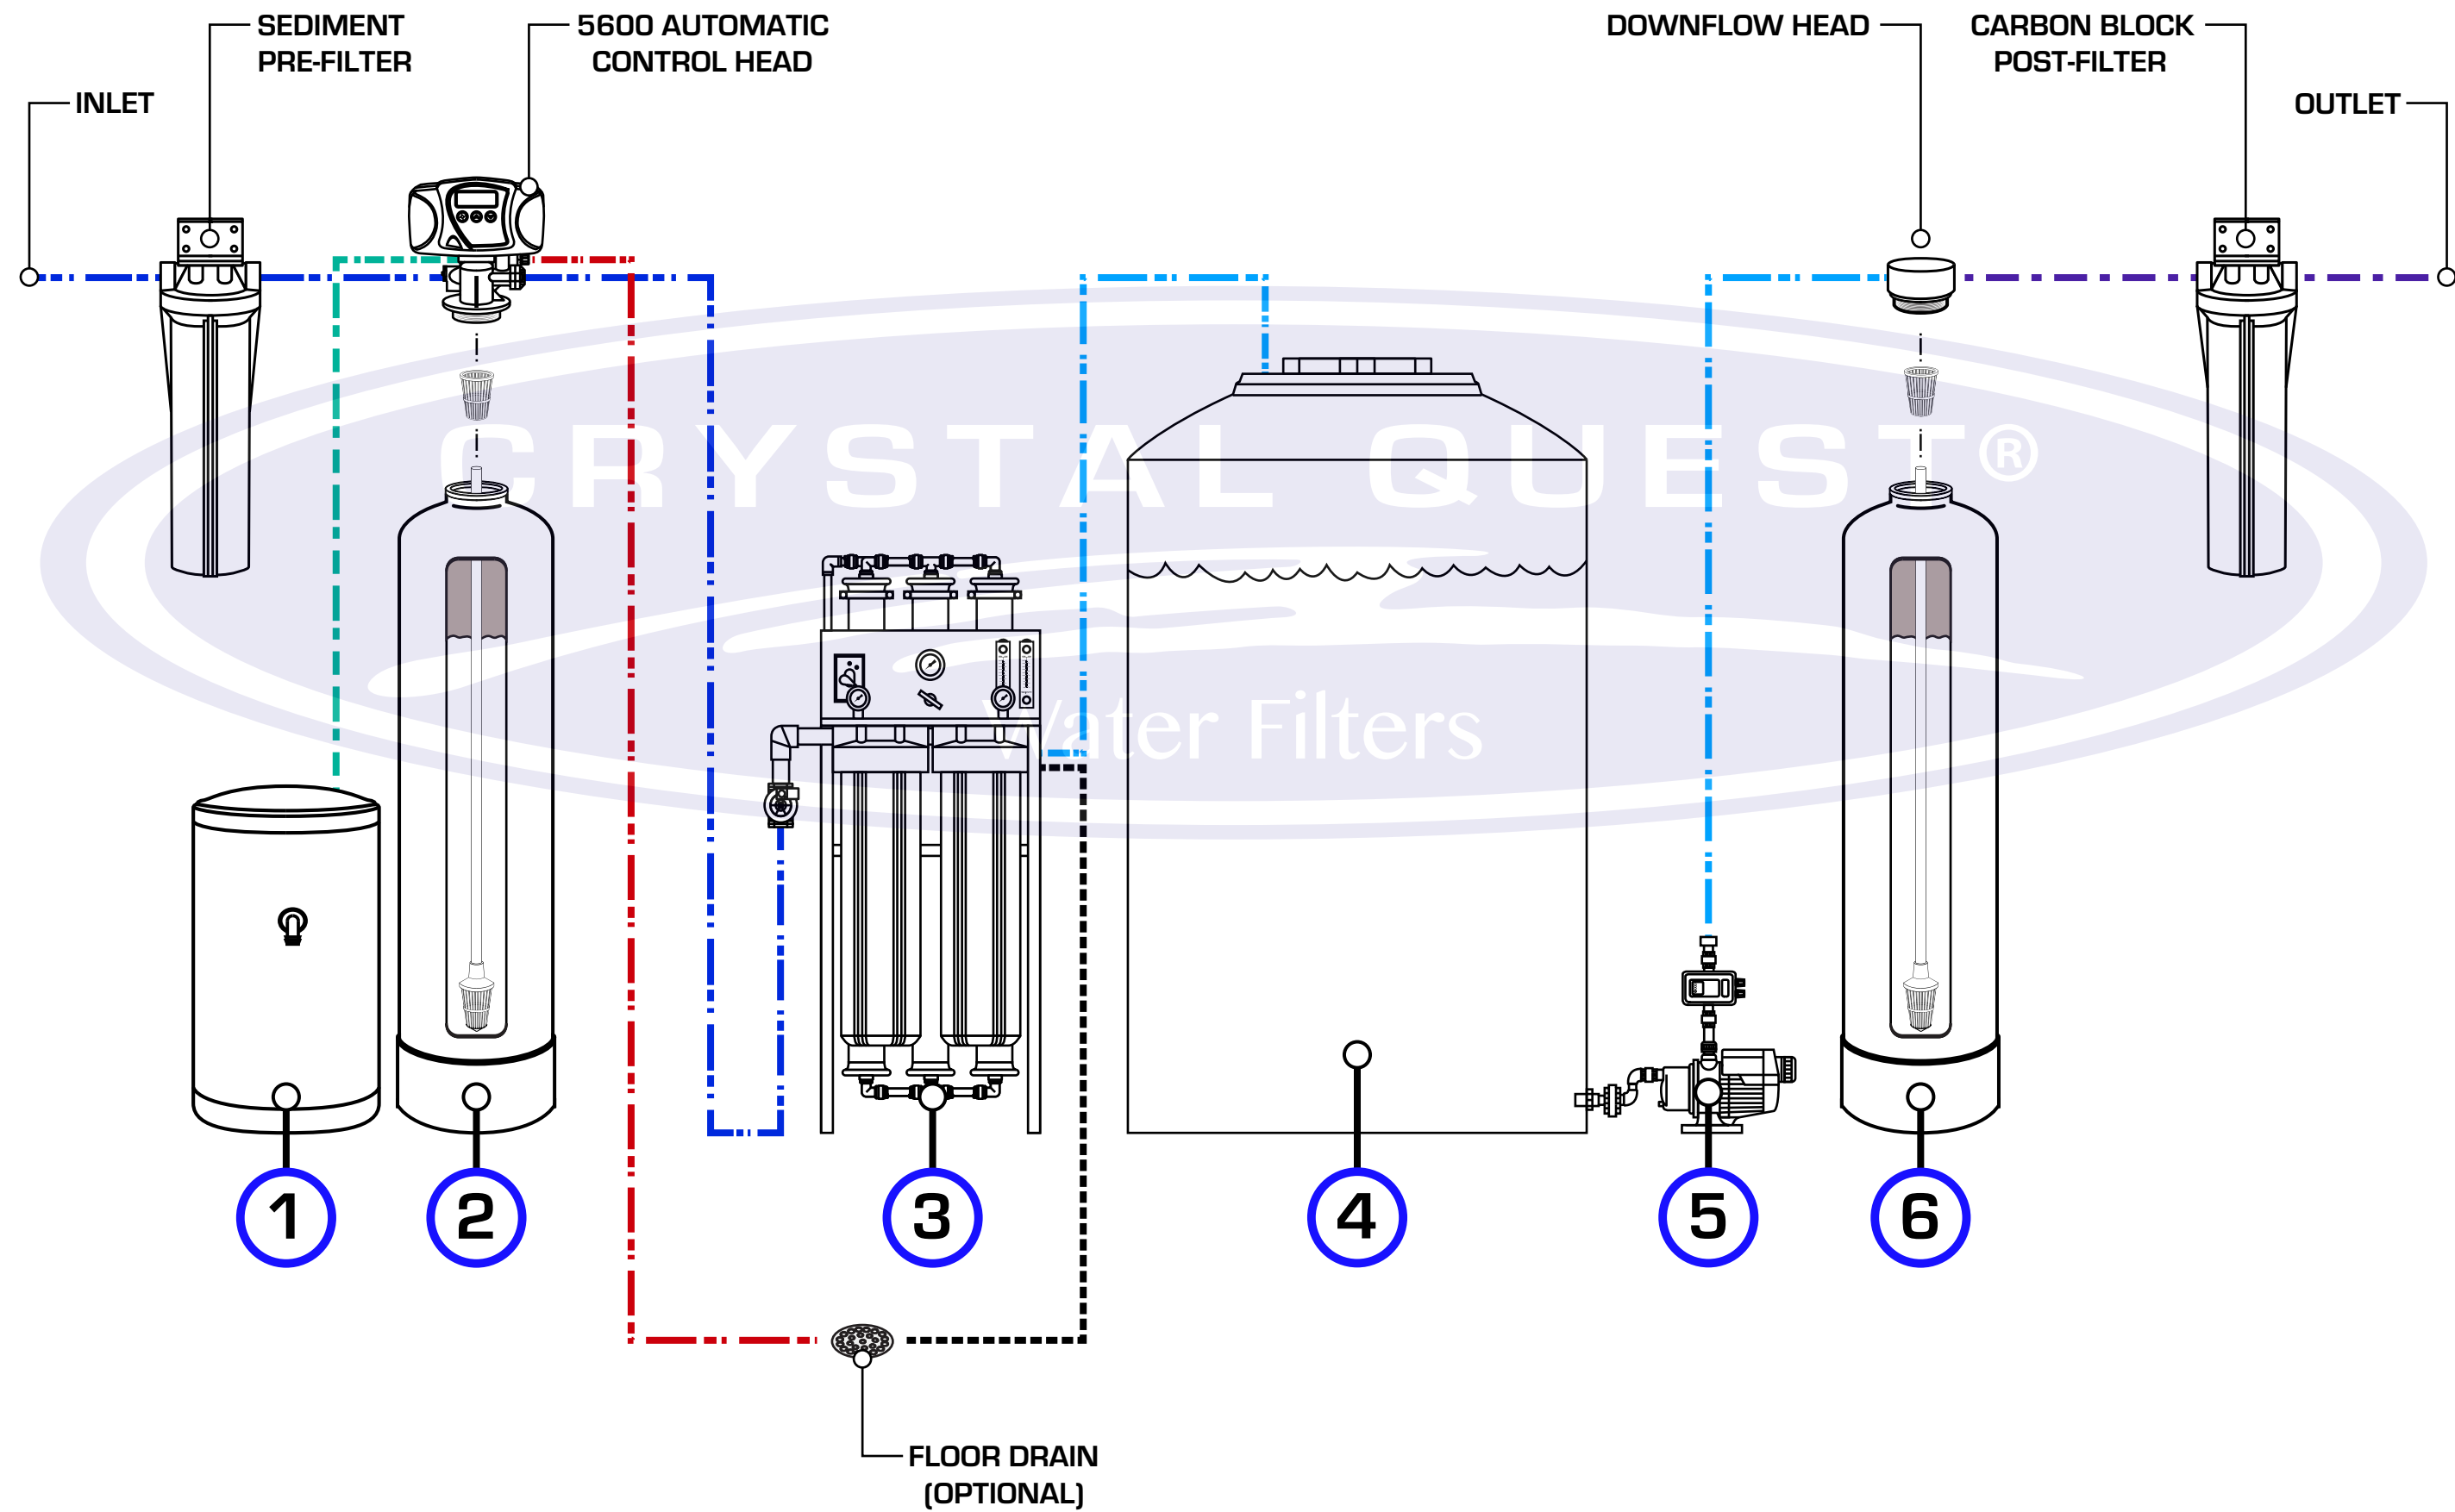 SEDIMENT
PRE-FILTER
5600 AUTOMATIC
CONTROL HEAD
DOWNFLOW HEAD
CARBON BLOCK
POST-FILTER
INLET
OUTLET
CRYSTAL QUEST®
Water Filters
1
2
3
4
5
6
FLOOR DRAIN
(OPTIONAL)